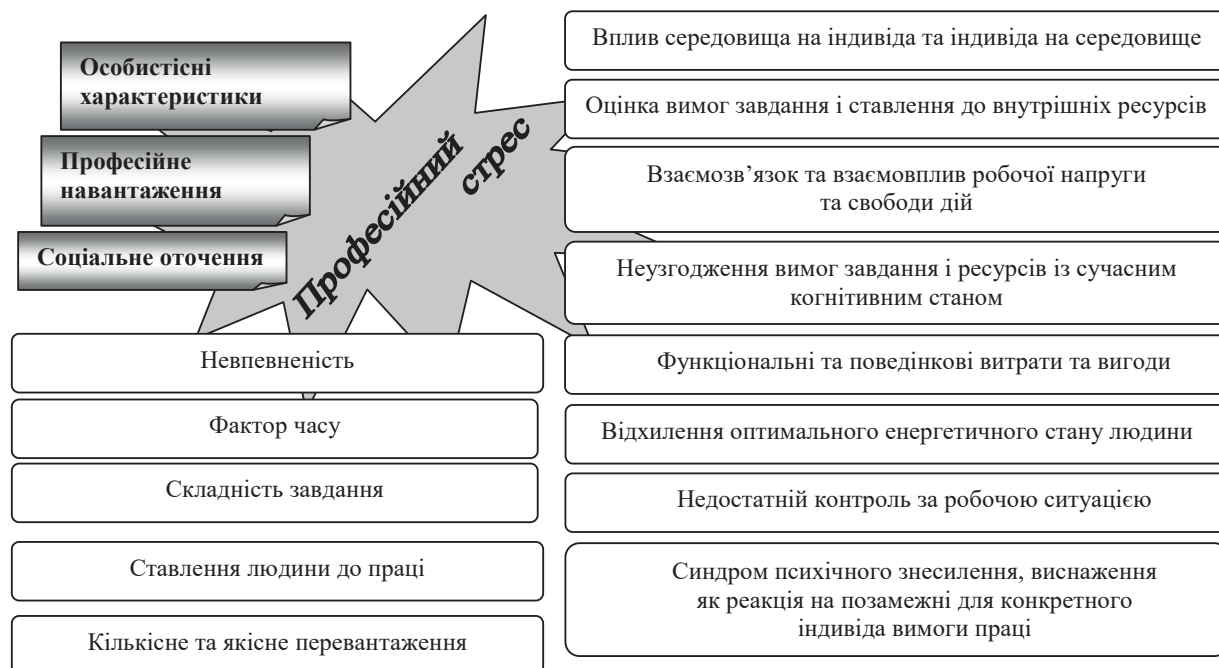 Особистісні
характеристики
Професійне
навантаження
Соціальне оточення
Професійний
стрес
Невпевненість
Фактор часу
Складність завдання
Ставлення людини до праці
Кількісне та якісне перевантаження
Вплив середовища на індивіда та індивіда на середовище
Оцінка вимог завдання і ставлення до внутрішніх ресурсів
Взаємозв’язок та взаємовплив робочої напруги
та свободи дій
Неузгодження вимог завдання і ресурсів із сучасним
когнітивним станом
Функціональні та поведінкові витрати та вигоди
Відхилення оптимального енергетичного стану людини
Недостатній контроль за робочою ситуацією
Синдром психічного знесилення, виснаження
як реакція на позамежні для конкретного
індивіда вимоги праці